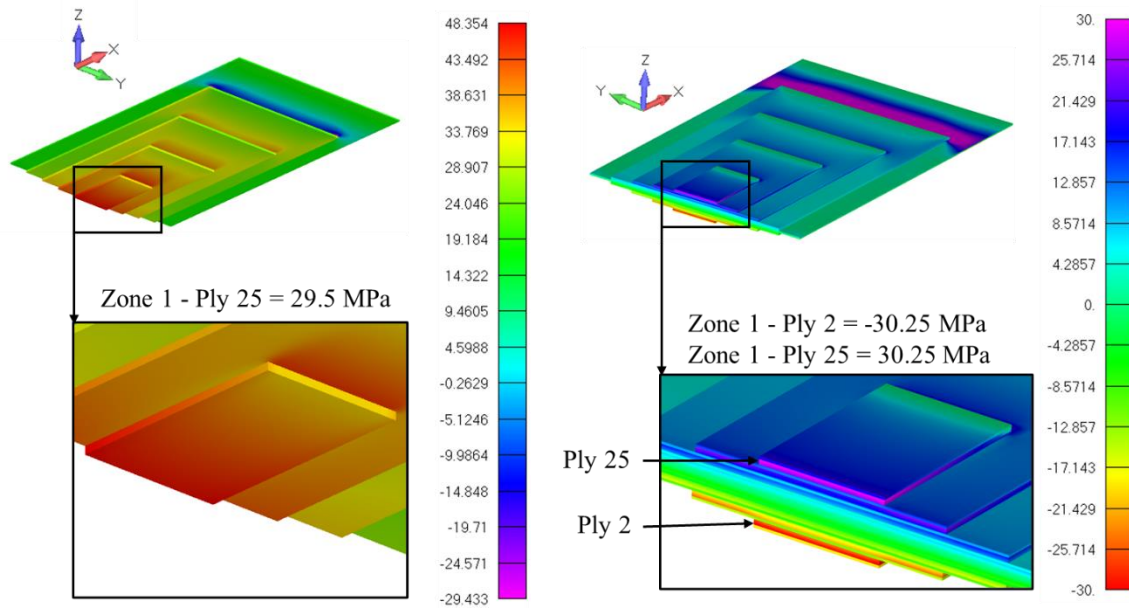 Z
X
Y
48.354
43.492
38.631
33.769
28.907
24.046
19.184
14.322
9.4605
4.5988
-0.2629
-5.1246
-9.9864
-14.848
-19.71
-24.571
-29.433
Zone 1 - Ply 25 = 29.5 MPa
Z
Y
X
30.
25.714
21.429
17.143
12.857
8.5714
4.2857
0.
-4.2857
-8.5714
-12.857
-17.143
-21.429
-25.714
-30.
Zone 1 - Ply 2 = -30.25 MPa
Zone 1 - Ply 25 = 30.25 MPa
Ply 25
Ply 2